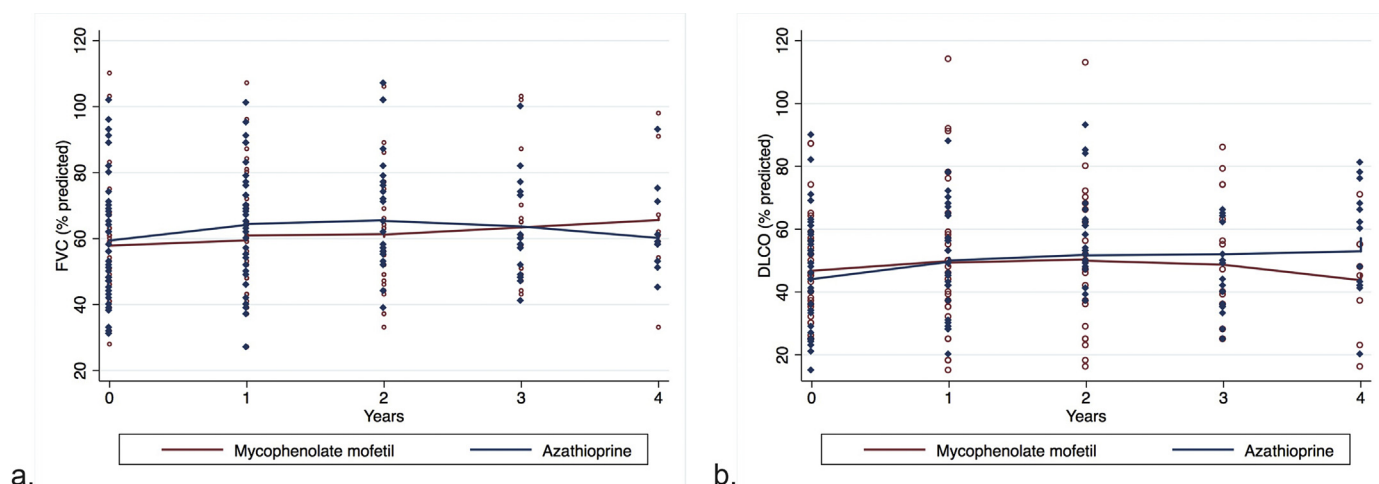 120
100
80
60
40
20
FVC (% predicted)
0 1 2 3 4
Years
Mycophenolate mofetil Azathioprine
a.
120
100
80
60
40
20
DLCO (% predicted)
0 1 2 3 4
Years
Mycophenolate mofetil Azathioprine
b.